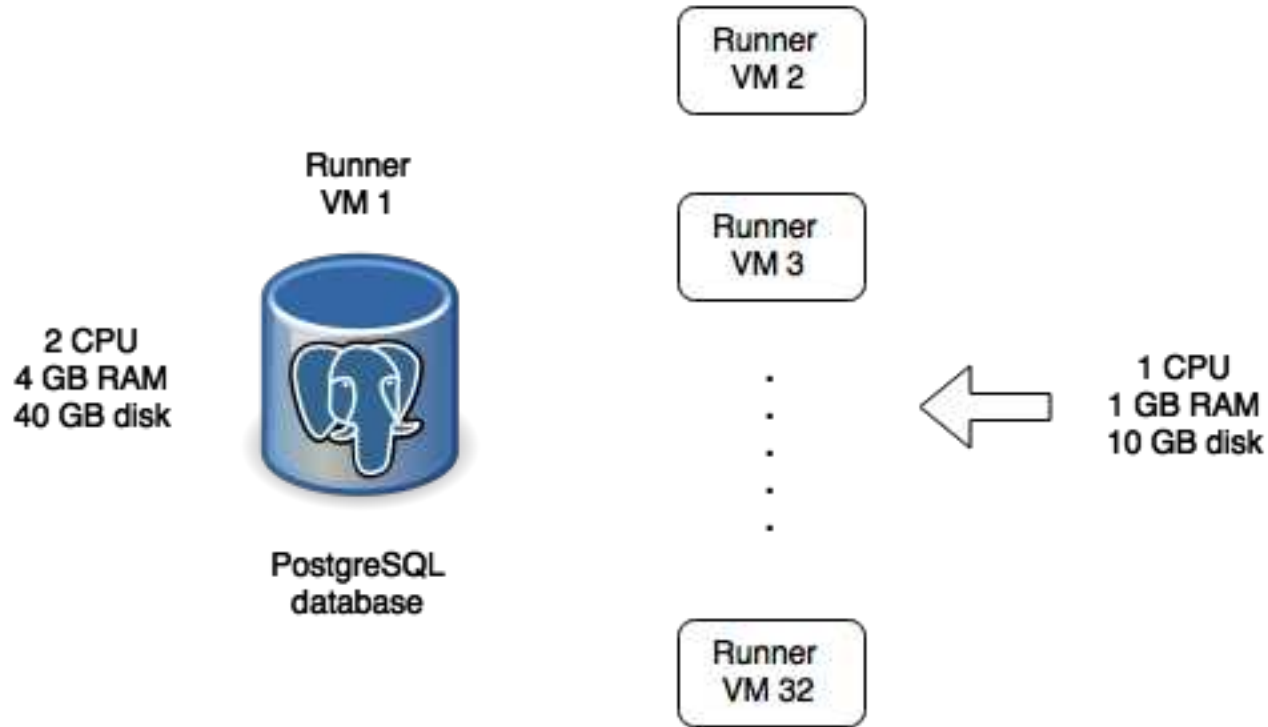 Runner
VM 2
Runner
VM 1
Runner
VM 3
2 CPU
4 GB RAM
40 GB disk
.
.
.
.
.
1 CPU
1 GB RAM
10 GB disk
PostgreSQL
database
Runner
VM 32